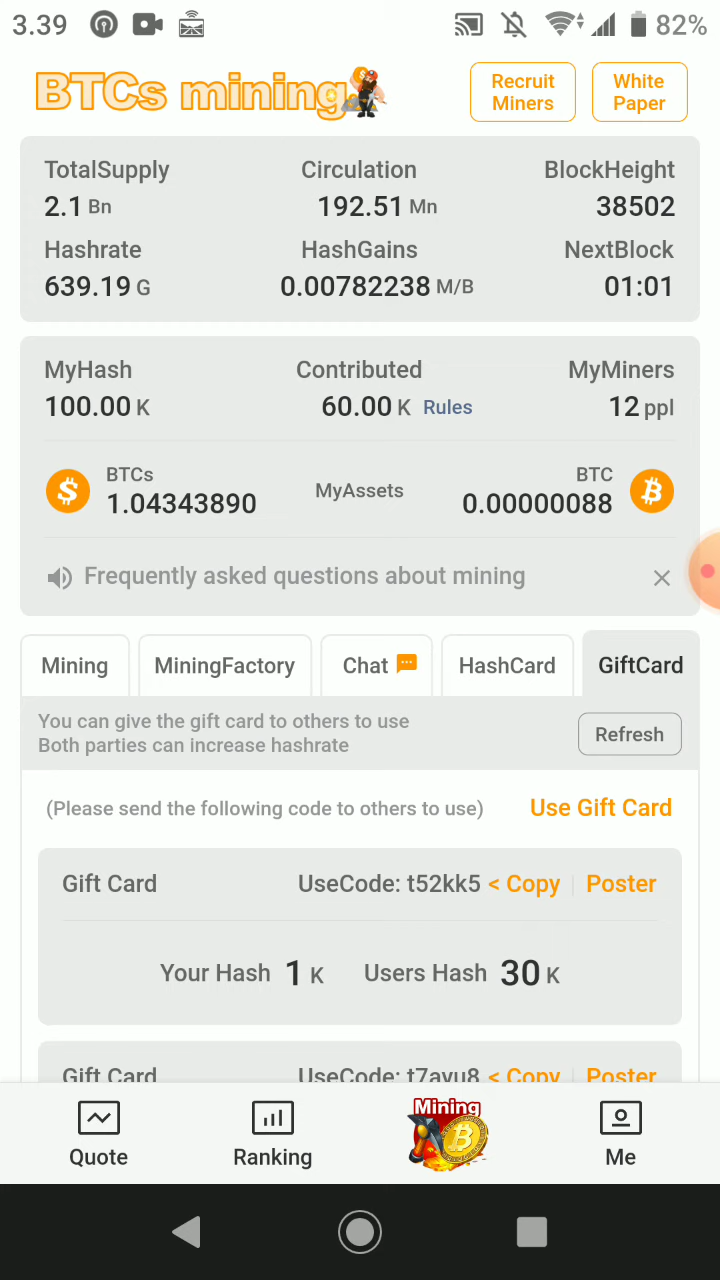 3.39
82%
BTCs mining
Recruit Miners
White Paper
TotalSupply Circulation BlockHeight
2.1 Bn 192.51 Mn 38502
Hashrate HashGains NextBlock
639.19 G 0.00782238 M/B 01:01
MyHash Contributed MyMiners
100.00 K 60.00 K Rules 12 ppl
BTCs MyAssets BTC
1.04343890 0.00000088
Frequently asked questions about mining
Mining MiningFactory Chat HashCard GiftCard
You can give the gift card to others to use
Both parties can increase hashrate
Refresh
(Please send the following code to others to use) Use Gift Card
Gift Card UseCode: t52kk5 < Copy Poster
Your Hash 1 K Users Hash 30 K
Gift Card UseCode: t7avu8 < Copy Poster
Mining
Quote Ranking Me